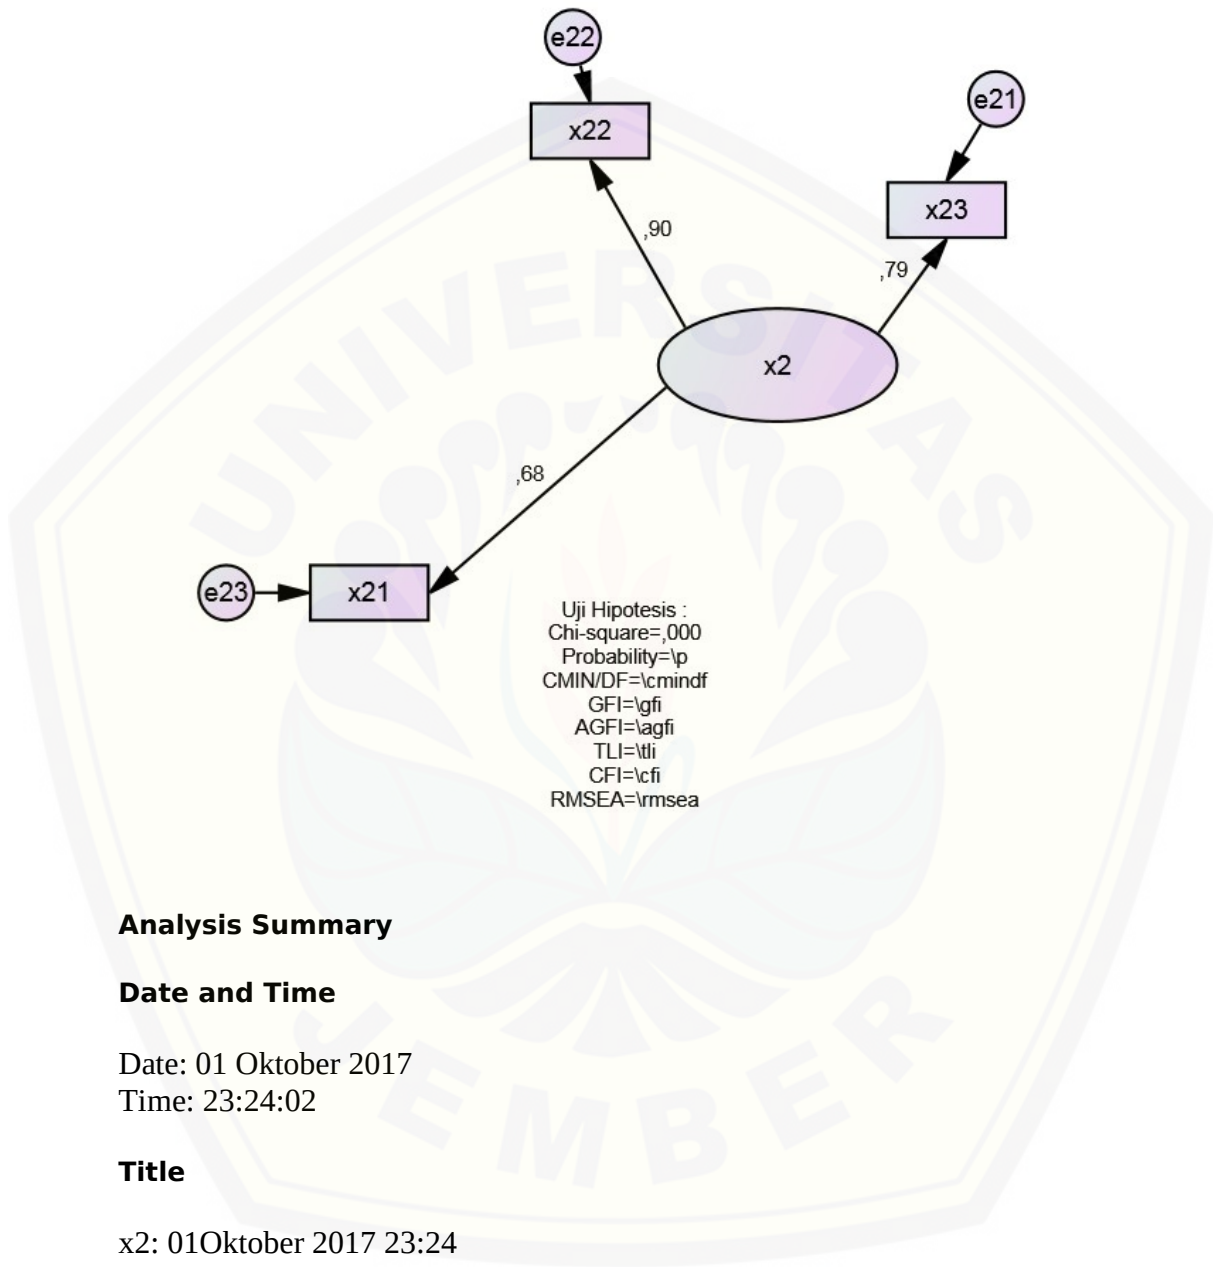 e22
x22
e21
x23
,90
,79
x2
,68
e23
x21
Uji Hipotesis :
Chi-square=,000
Probability=\p
CMIN/DF=\cmindf
GFI=\gfi
AGFI=\agfi
TLI=\tli
CFI=\cfi
RMSEA=\rmsea
UNIVERSITAS
JEMBER
Analysis Summary
Date and Time
Date: 01 Oktober 2017
Time: 23:24:02
Title
x2: 01Oktober 2017 23:24